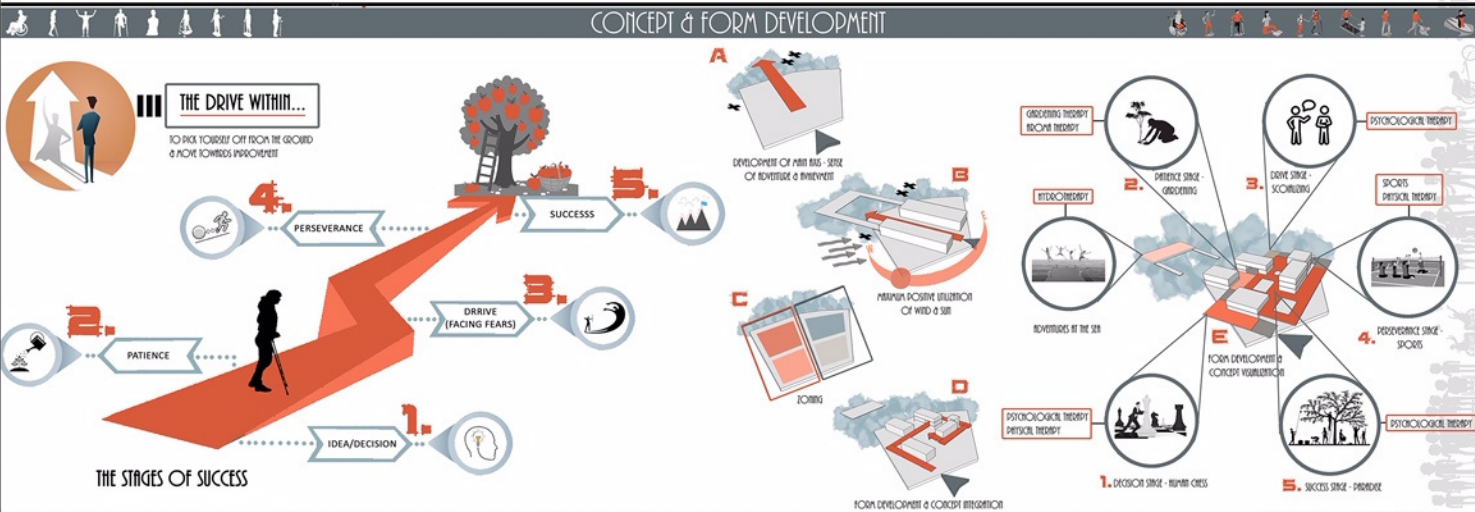 CONCEPT & FORM DEVELOPMENT
THE DRIVE WITHIN...
TO PICK YOURSELF OFF FROM THE GROUND
& MOVE TOWARDS IMPROVEMENT
4.
PERSEVERANCE
5.
SUCCESSS
3.
DRRIVE
(FACING FEARS)
2.
PATIENCE
1.
IDEA/DECISION
THE STAGES OF SUCCESS
A
DEVELOPMENT OF MAIN AXIS - SENSE
OF ADVENTURE & AVHIEVMENT
B
E
W
MAXIMUM POSITIVE UTILIZATION
OF WIND & SUN
C
ZONING
D
FORM DEVELOPMENT & CONCEPT INTEGRATION
GARDENING THERAPY
AROMA THERAPY
2. PATIENCE STAGE -
GARDENING
PSYCHOLOGICAL THERAPY
3. DRIVE STAGE -
SCOIALIZING
HYDROTHERAPY
ADVENTURES AT THE SEA
SPORTS
PHYSICAL THERAPY
4. PERSEVERANCE STAGE -
SPORTS
E
FORM DEVELOPMENT &
CONCEPT VISUALIZATION
PSYCHOLOGICAL THERAPY
PHYSICAL THERAPY
1. DECISION STAGE - HUMAN CHESS
PSYCHOLOGICAL THERAPY
5. SUCCESS STAGE - PARADISE